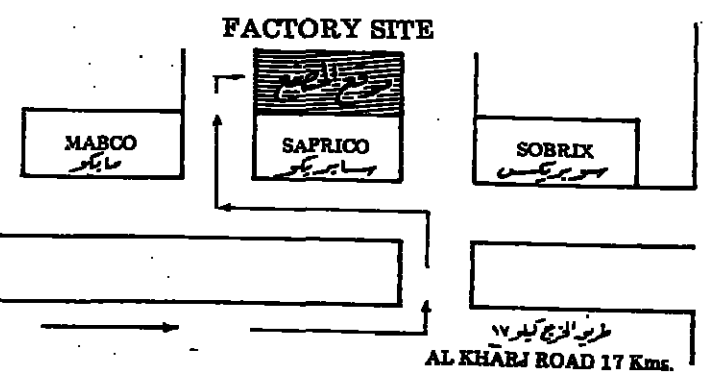 FACTORY SITE
موقع المصنع
MABCO
مابكو
SAPRICO
سابريكو
SOBRIX
سوبريكس
طريق الخرج كيلو ١٧
AL KHARJ ROAD 17 Kms.